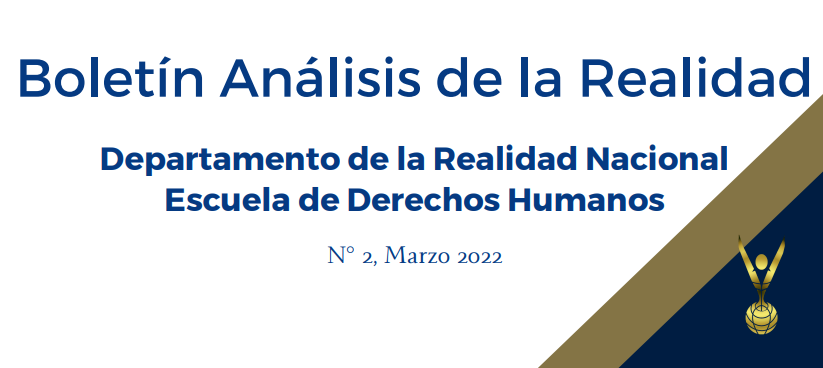 Boletín Análisis de la Realidad
Departamento de la Realidad Nacional
Escuela de Derechos Humanos
N° 2, Marzo 2022